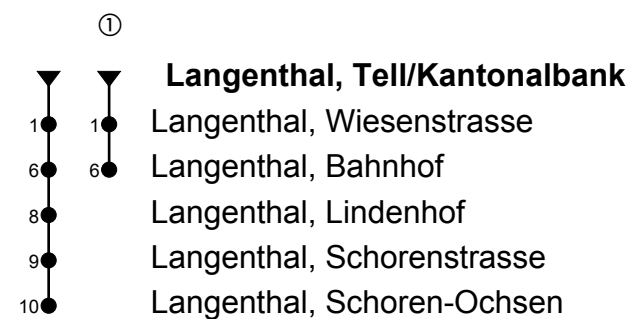 ①
Langenthal, Tell/Kantonalbank
1 1 Langenthal, Wiesenstrasse
6 6 Langenthal, Bahnhof
8 Langenthal, Lindenhof
9 Langenthal, Schorenstrasse
10 Langenthal, Schoren-Ochsen